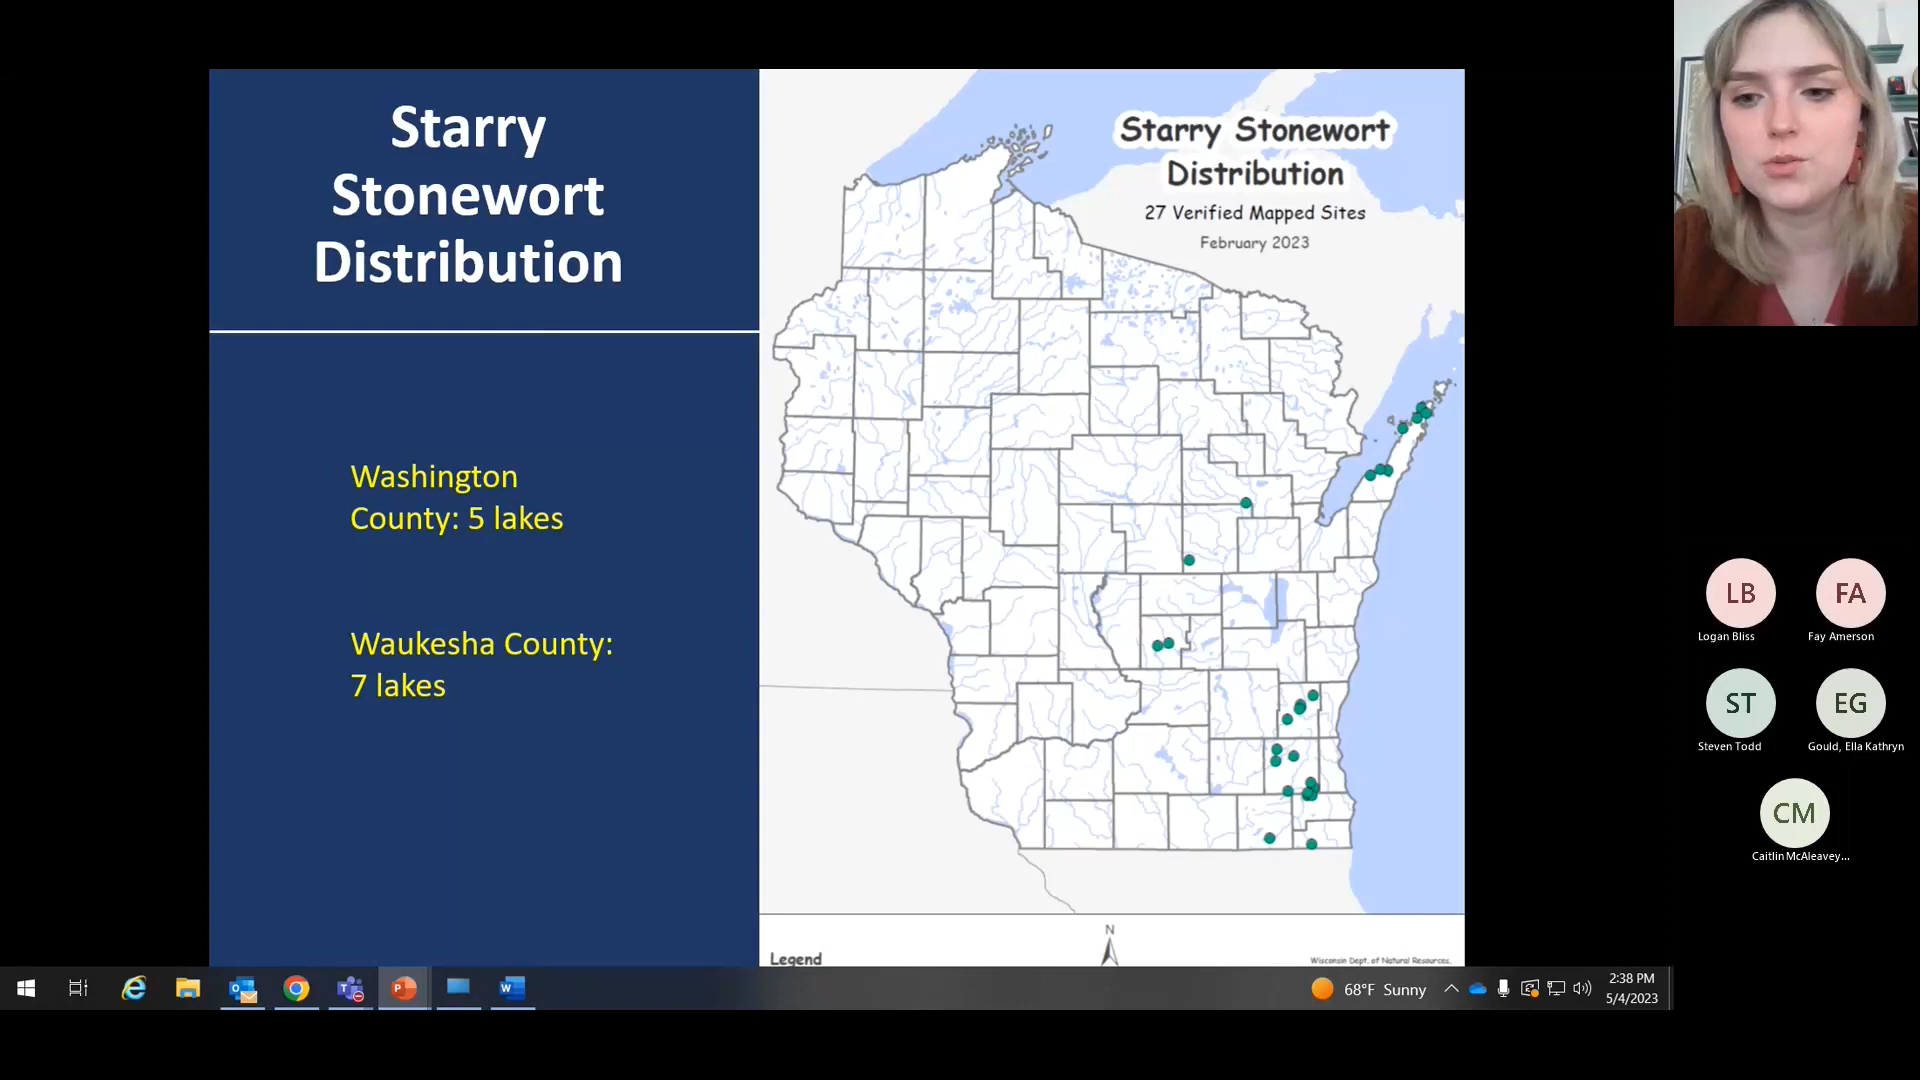 Starry
Stonewort
Distribution
Washington
County: 5 lakes
Waukesha County:
7 lakes
Starry Stonewort
Distribution
27 Verified Mapped Sites
February 2023
N
Legend
Wisconsin Dept. of Natural Resources,
LB
Logan Bliss
FA
Fay Amerson
ST
Steven Todd
EG
Gould, Ella Kathryn
CM
Caitlin McAleavey...
68°F Sunny
2:38 PM
5/4/2023